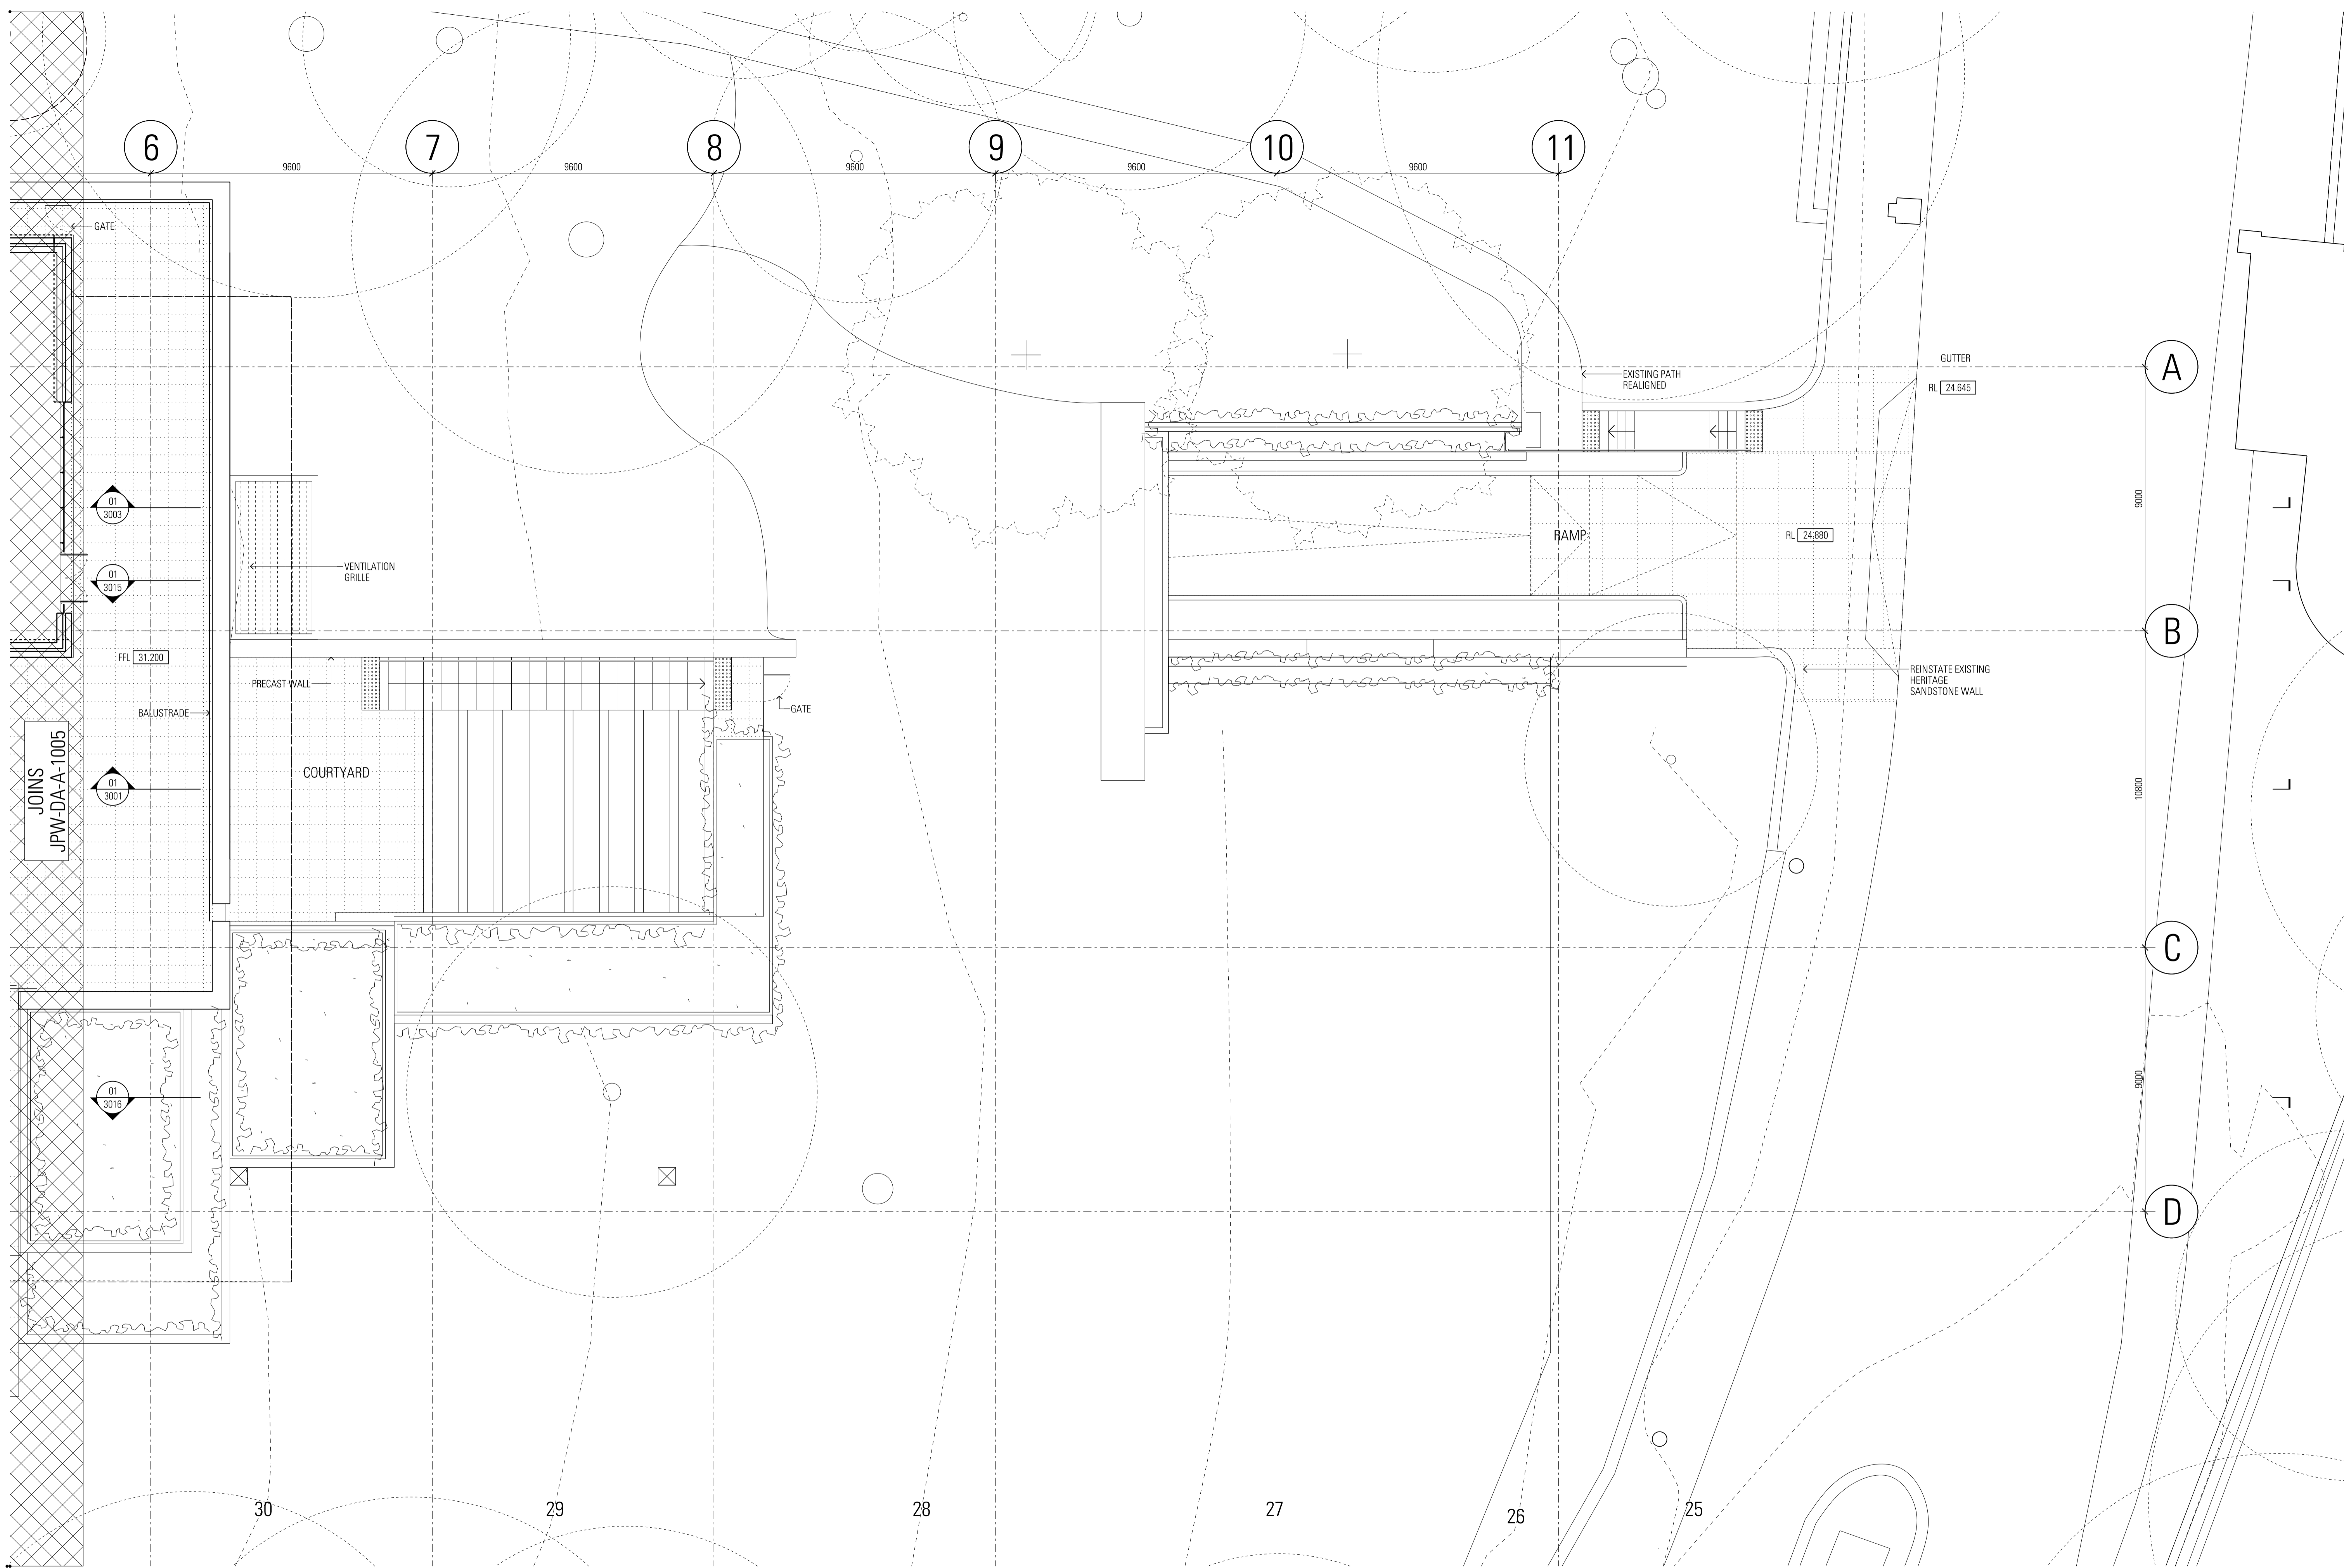 6
7
8
9
10
11
9600
9600
9600
9600
9600
GATE
A
GUTTER
RL 24.645
EXISTING PATH
REALIGNED
01
3003
9000
RAMP
RL 24.880
VENTILATION
GRILLE
01
3015
B
FFL 31.200
PRECAST WALL
REINSTATE EXISTING
HERITAGE
SANDSTONE WALL
BALUSTRADE
GATE
JOINS
JPW-DA-A-1005
COURTYARD
01
3001
10800
C
01
3016
9000
D
30
29
28
27
26
25